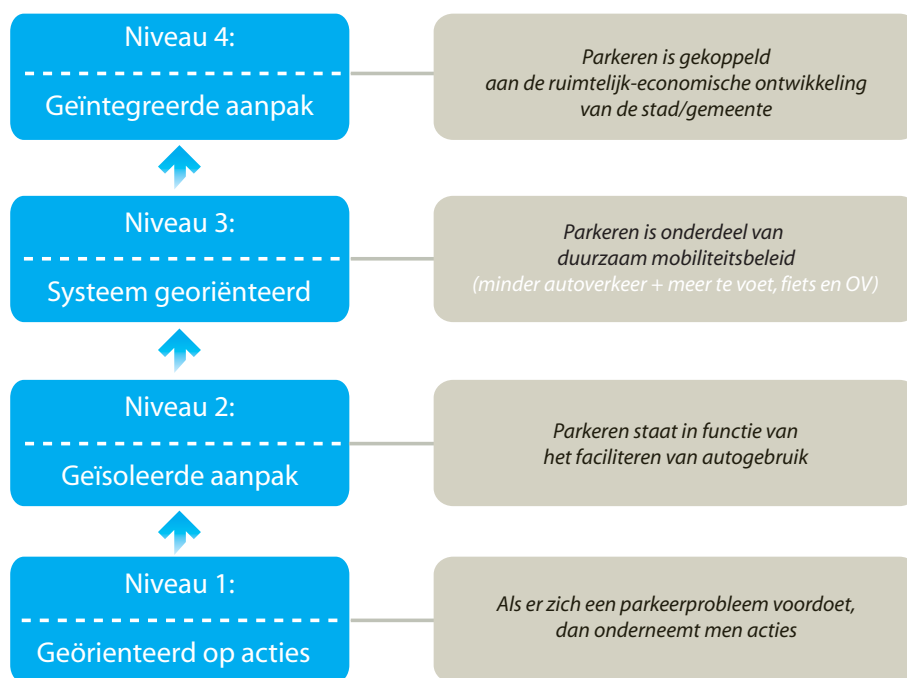 Niveau 4:
Geïntegreerde aanpak
Parkeren is gekoppeld
aan de ruimtelijk-economische ontwikkeling
van de stad/gemeente
Niveau 3:
Systeem georiënteerd
Parkeren is onderdeel van
duurzaam mobiliteitsbeleid
(minder autoverkeer + meer te voet, fiets en OV)
Niveau 2:
Geïsoleerde aanpak
Parkeren staat in functie van
het faciliteren van autogebruik
Niveau 1:
Geörienteerd op acties
Als er zich een parkeerprobleem voordoet,
dan onderneemt men acties